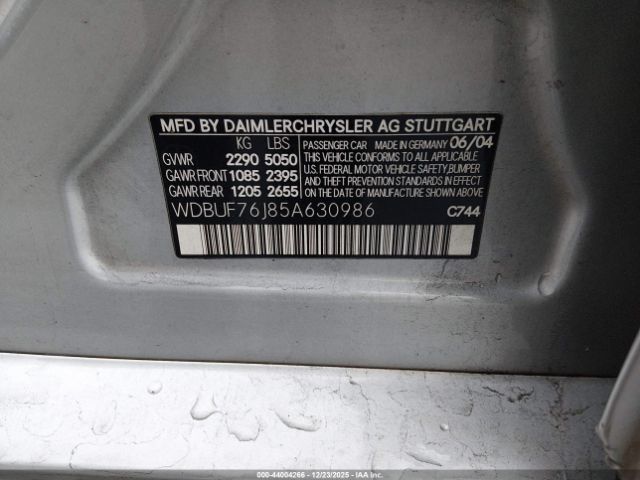 MFD BY DAIMLERCHRYSLER AG STUTTGART
KG LBS
GVWR 2290 5050
GAWR FRONT 1085 2395
GAWR REAR 1205 2655
PASSENGER CAR MADE IN GERMANY 06/04
THIS VEHICLE CONFORMS TO ALL APPLICABLE
FEDERAL MOTOR VEHICLE SAFETY, BUMPER
AND THEFT PREVENTION STANDARDS IN EFFECT
ON THE DATE OF MANUFACTURE SHOWN ABOVE
WDBUF76J85A630986
C744
000-44004266 - 12/23/2025 - IAA Inc.